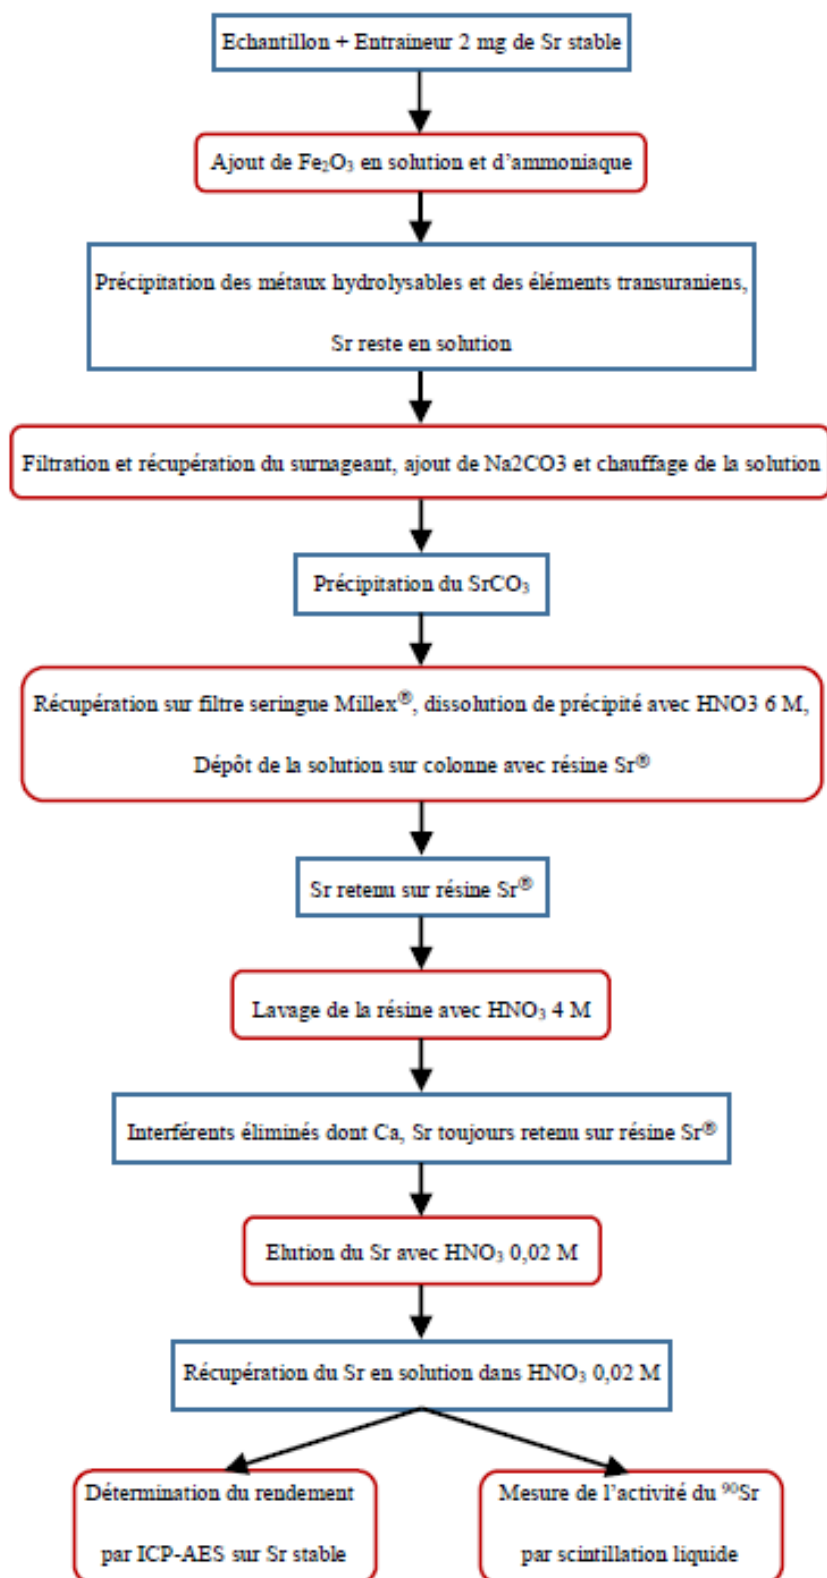 Echantillon + Entraineur 2 mg de Sr stable
Ajout de Fe₂O₃ en solution et d’ammoniaque
Précipitation des métaux hydrolysables et des éléments transuraniens,
Sr reste en solution
Filtration et récupération du surnageant, ajout de Na2CO3 et chauffage de la solution
Précipitation du SrCO₃
Récupération sur filtre seringue Millex®, dissolution de précipité avec HNO3 6 M,
Dépôt de la solution sur colonne avec résine Sr®
Sr retenu sur résine Sr®
Lavage de la résine avec HNO₃ 4 M
Interférents éliminés dont Ca, Sr toujours retenu sur résine Sr®
Elution du Sr avec HNO₃ 0,02 M
Récupération du Sr en solution dans HNO₃ 0,02 M
Détermination du rendement
par ICP-AES sur Sr stable
Mesure de l’activité du ⁹⁰Sr
par scintillation liquide